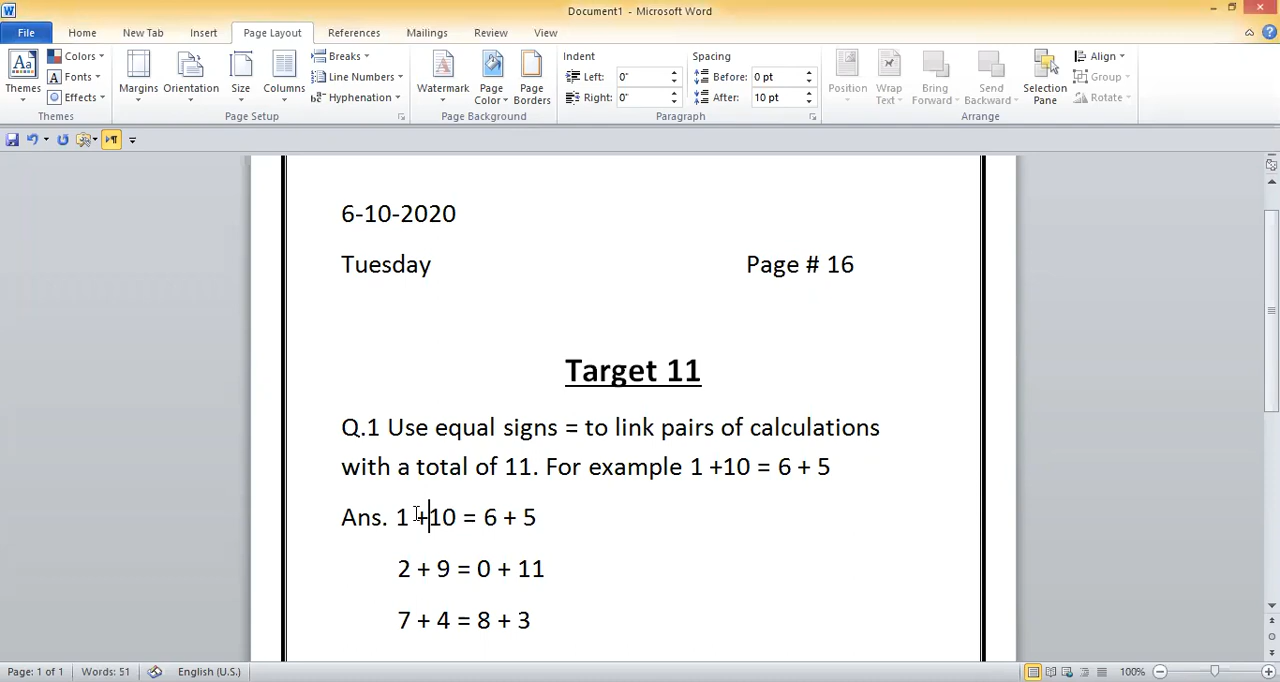 Document1 - Microsoft Word
File Home New Tab Insert Page Layout References Mailings Review View
Themes Colors Fonts Effects Margins Orientation Size Columns Breaks Line Numbers Hyphenation Watermark Page Color Page Borders Indent Left: 0" Right: 0" Spacing Before: 0 pt After: 10 pt Position Wrap Text Bring Forward Send Backward Selection Pane Align Group Rotate
Themes Page Setup Page Background Paragraph Arrange
6-10-2020
Tuesday Page # 16
Target 11
Q.1 Use equal signs = to link pairs of calculations
with a total of 11. For example 1 +10 = 6 + 5
Ans. 1 +10 = 6 + 5
2 + 9 = 0 + 11
7 + 4 = 8 + 3
Page: 1 of 1 Words: 51 English (U.S.) 100%